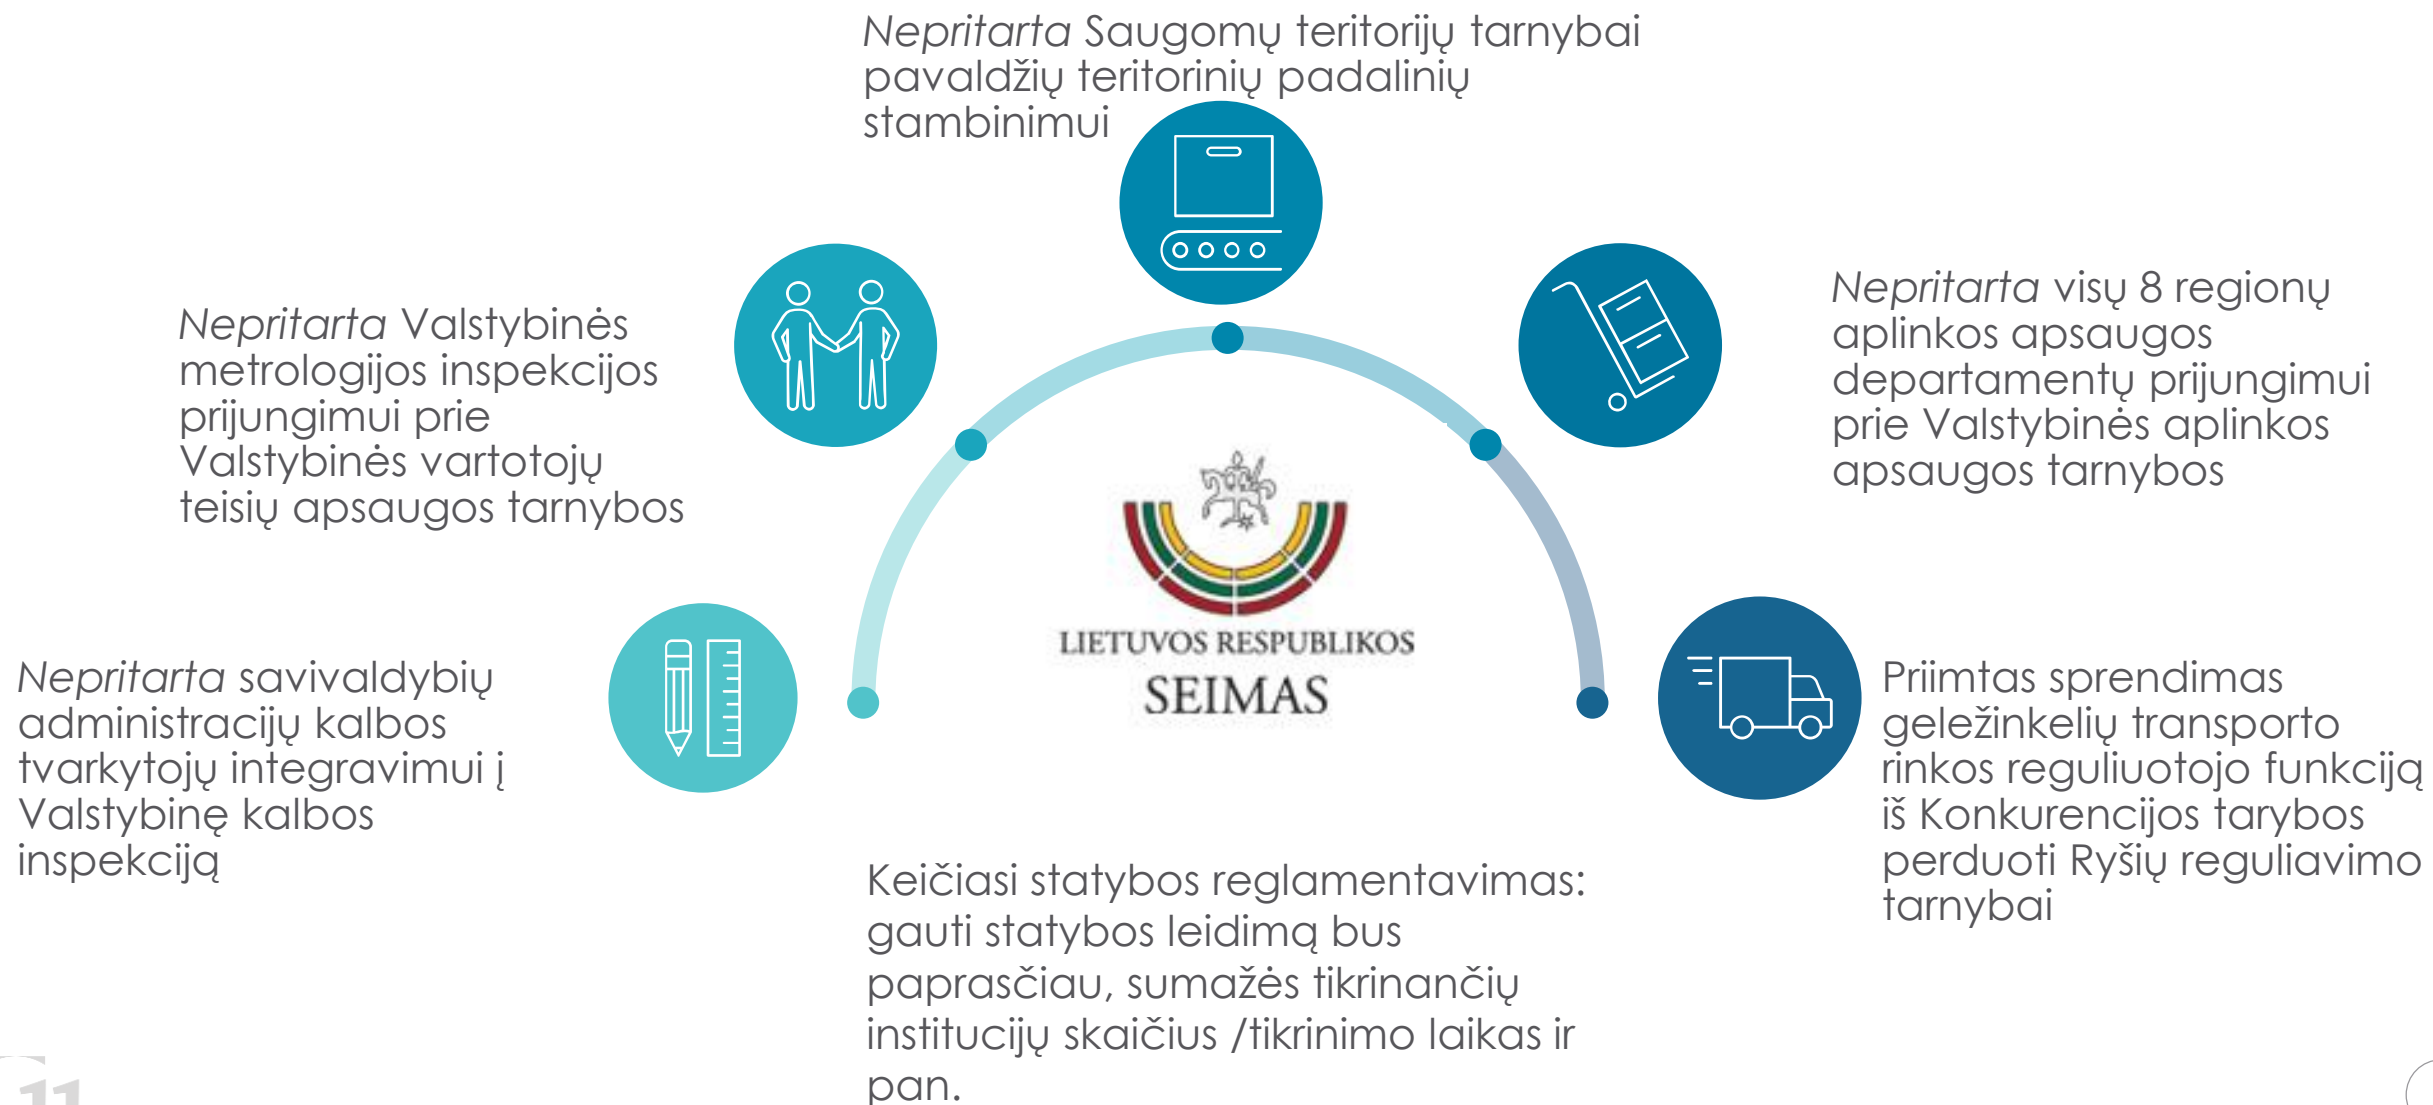 Nepritarta Saugomų teritorijų tarnybai
pavaldžių teritorinių padalinių
stambinimui
Nepritarta Valstybinės
metrologijos inspekcijos
prijungimui prie
Valstybinės vartotojų
teisių apsaugos tarnybos
Nepritarta visų 8 regionų
aplinkos apsaugos
departamentų prijungimui
prie Valstybinės aplinkos
apsaugos tarnybos
LIETUVOS RESPUBLIKOS
SEIMAS
Nepritarta savivaldybių
administracijų kalbos
tvarkytojų integravimui į
Valstybinę kalbos
inspekciją
Priimtas sprendimas
geležinkelių transporto
rinkos reguliuotojo funkciją
iš Konkurencijos tarybos
perduoti Ryšių reguliavimo
tarnybai
Keičiasi statybos reglamentavimas:
gauti statybos leidimą bus
paprasčiau, sumažės tikrinančių
institucijų skaičius /tikrinimo laikas ir
pan.
11